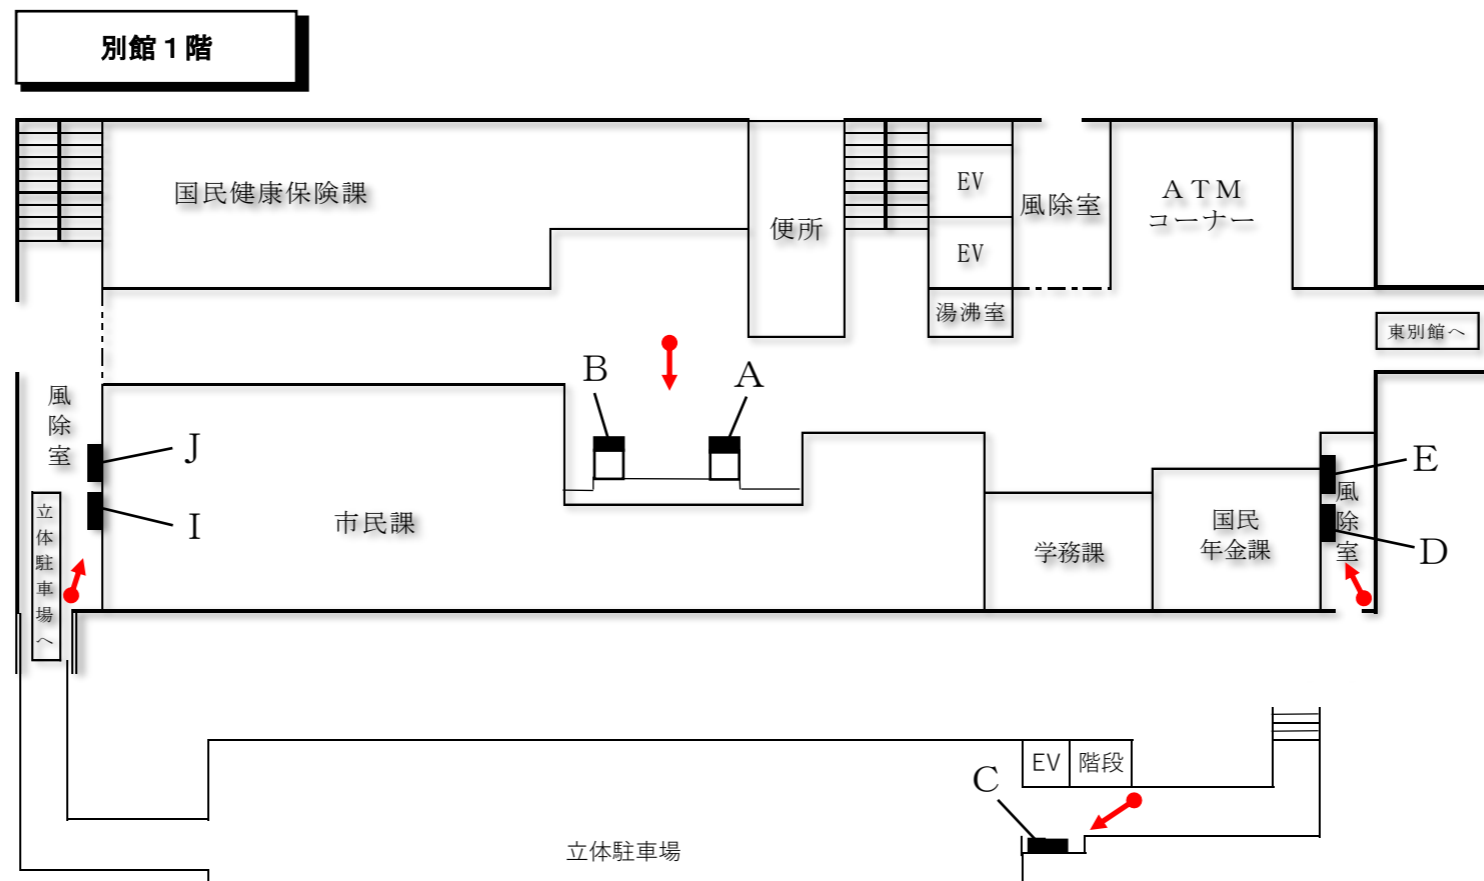 別館１階
国民健康保険課
便所
EV
EV
湯沸室
風除室
ＡＴＭ
コーナー
東別館へ
B
A
風除室
J
I
立体駐車場へ
市民課
学務課
国民
年金課
E
風除室
D
EV
階段
C
立体駐車場